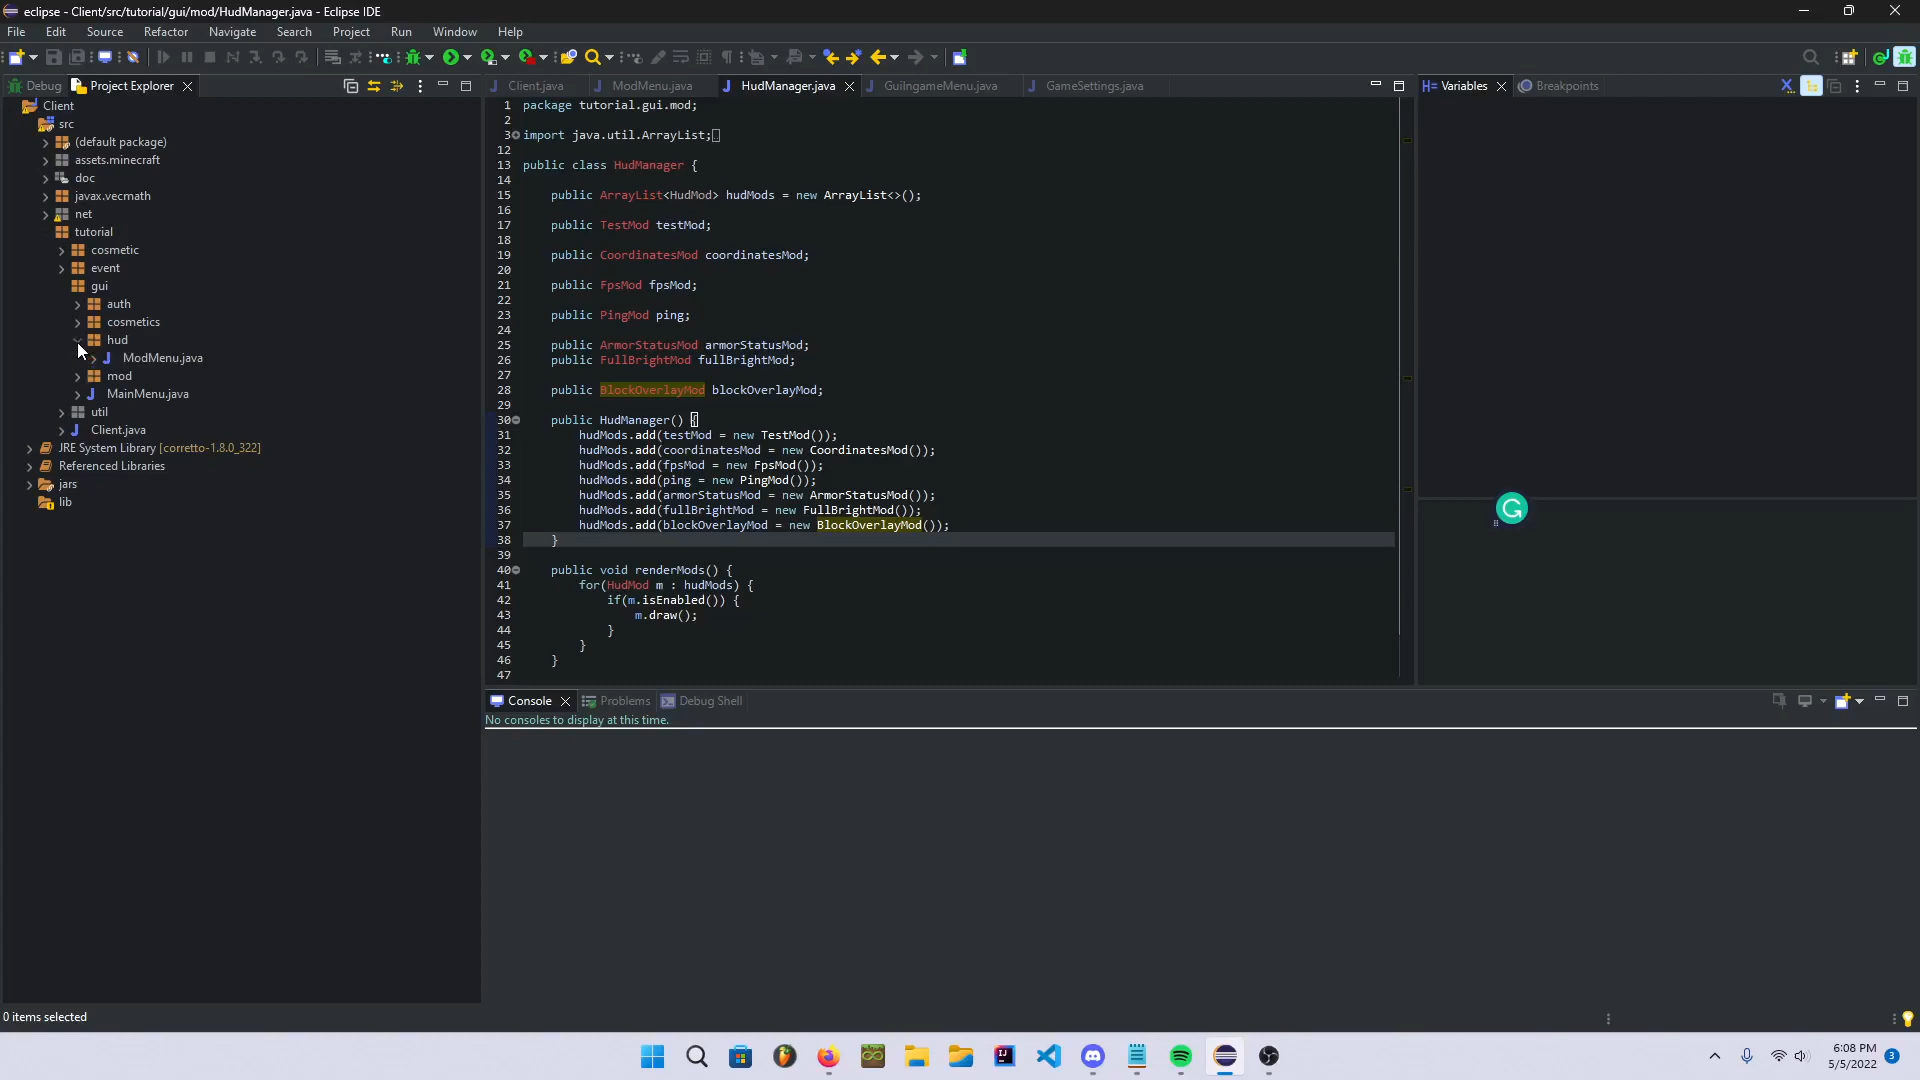 eclipse - Client/src/tutorial/gui/mod/HudManager.java - Eclipse IDE
File Edit Source Refactor Navigate Search Project Run Window Help
Debug Project Explorer
Client.java ModMenu.java HudManager.java GuiIngameMenu.java GameSettings.java
Variables Breakpoints
Client
src
(default package)
assets.minecraft
doc
javax.vecmath
net
tutorial
cosmetic
event
gui
auth
cosmetics
hud
ModMenu.java
mod
MainMenu.java
util
Client.java
JRE System Library [corretto-1.8.0_322]
Referenced Libraries
jars
lib
1 package tutorial.gui.mod;
2
3 import java.util.ArrayList;
12
13 public class HudManager {
14
15 public ArrayList<HudMod> hudMods = new ArrayList<>();
16
17 public TestMod testMod;
18
19 public CoordinatesMod coordinatesMod;
20
21 public FpsMod fpsMod;
22
23 public PingMod ping;
24
25 public ArmorStatusMod armorStatusMod;
26 public FullBrightMod fullBrightMod;
27
28 public BlockOverlayMod blockOverlayMod;
29
30 public HudManager() {
31 hudMods.add(testMod = new TestMod());
32 hudMods.add(coordinatesMod = new CoordinatesMod());
33 hudMods.add(fpsMod = new FpsMod());
34 hudMods.add(ping = new PingMod());
35 hudMods.add(armorStatusMod = new ArmorStatusMod());
36 hudMods.add(fullBrightMod = new FullBrightMod());
37 hudMods.add(blockOverlayMod = new BlockOverlayMod());
38 }
39
40 public void renderMods() {
41 for(HudMod m : hudMods) {
42 if(m.isEnabled()) {
43 m.draw();
44 }
45 }
46 }
47
Console Problems Debug Shell
No consoles to display at this time.
0 items selected
6:08 PM
5/5/2022
3